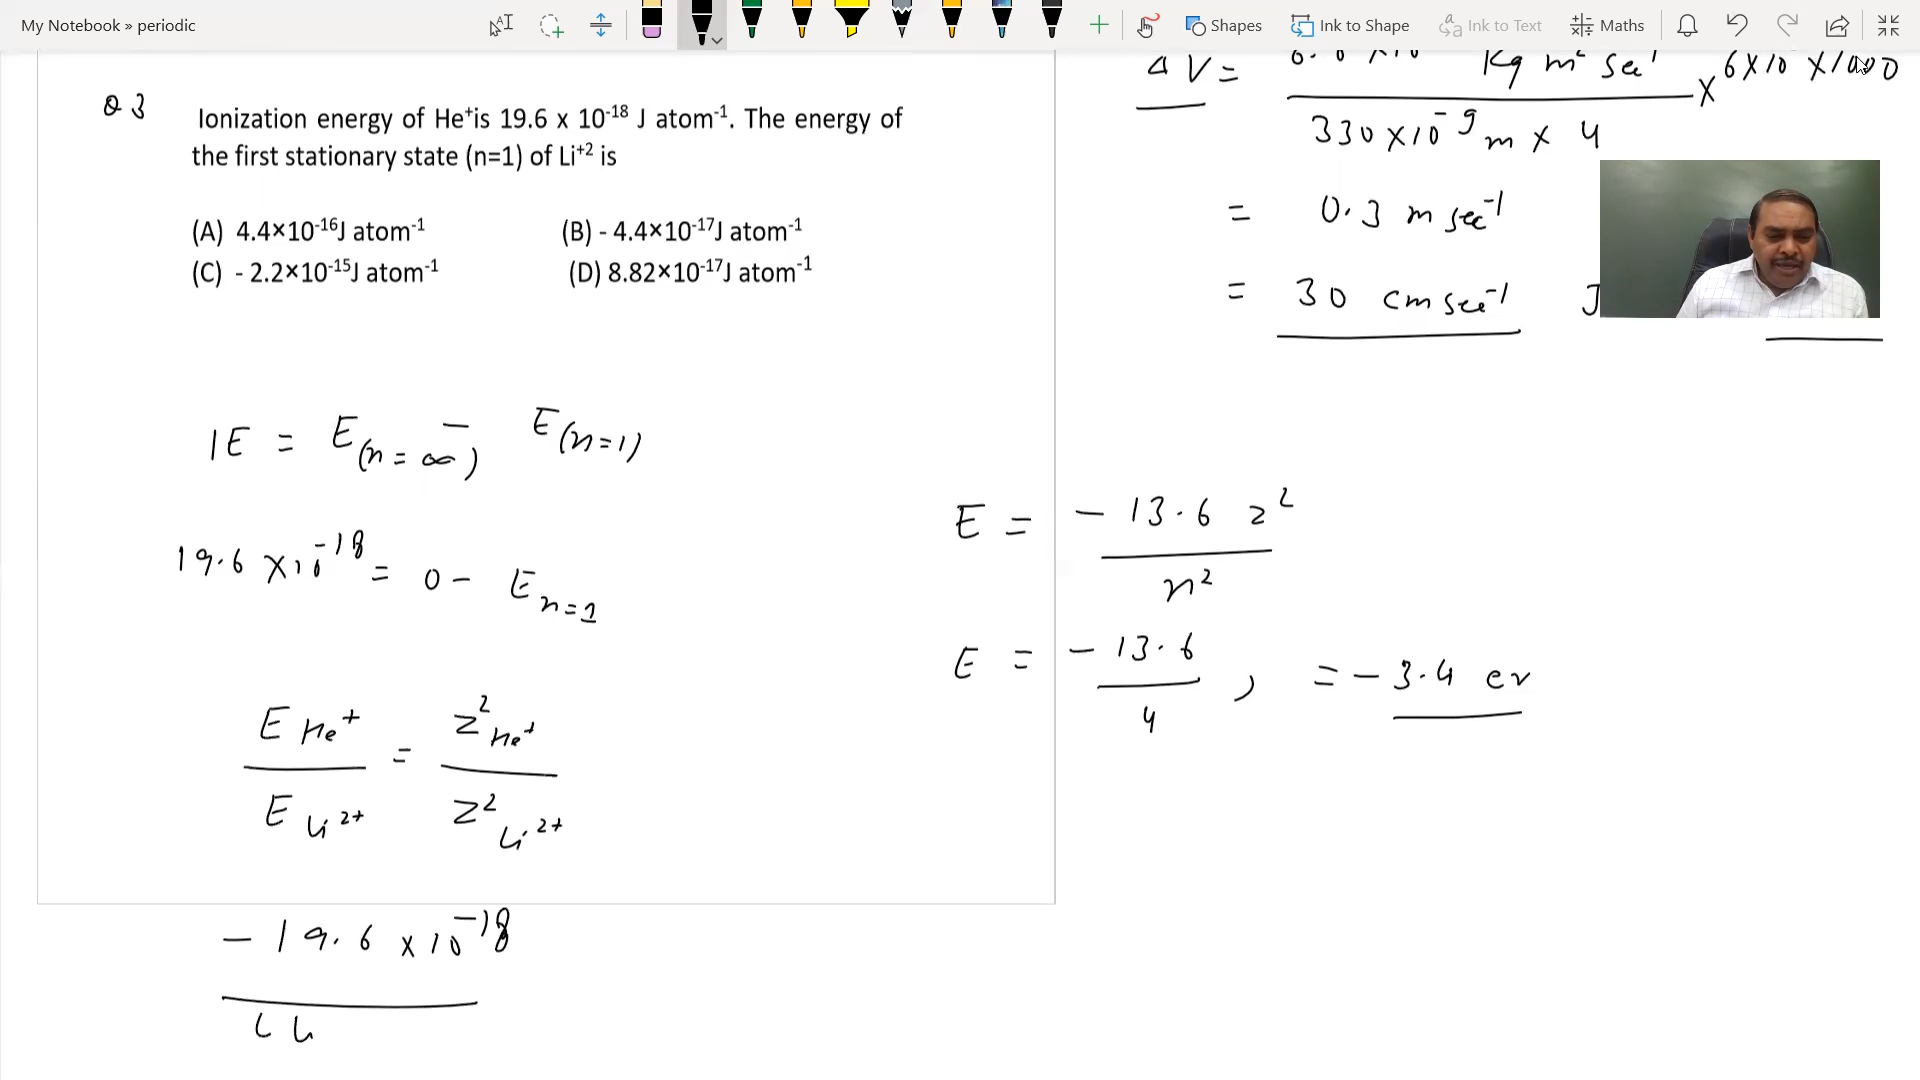 My Notebook » periodic
Shapes Ink to Shape Ink to Text Maths
Q 3
Ionization energy of He⁺is 19.6 x 10⁻¹⁸ J atom⁻¹. The energy of
the first stationary state (n=1) of Li⁺² is
(A) 4.4×10⁻¹⁶J atom⁻¹ (B) - 4.4×10⁻¹⁷J atom⁻¹
(C) - 2.2×10⁻¹⁵J atom⁻¹ (D) 8.82×10⁻¹⁷J atom⁻¹
IE = E(n = ∞) − E(n=1)
19.6 ×10⁻¹⁸ = 0 − E n=1
E He⁺ / E Li²⁺ = Z² He⁺ / Z² Li²⁺
− 19.6 ×10⁻¹⁸
Δ V = Kg m² sec⁻¹ × 6×10 ×1000
330×10⁻⁹ m × 4
= 0.3 m sec⁻¹
= 30 cm sec⁻¹ J
E = − 13.6 z² / n²
E = − 13.6 / 4 , = − 3.4 ev